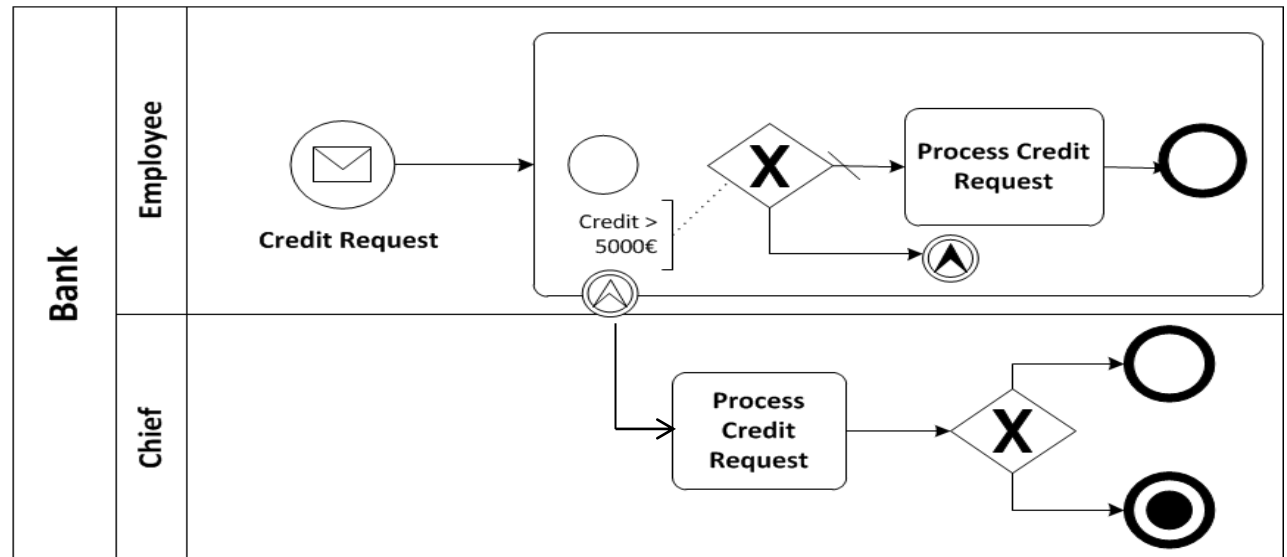 Bank
Employee
Credit Request
Credit >
5000€
X
Process Credit
Request
Chief
Process
Credit
Request
X